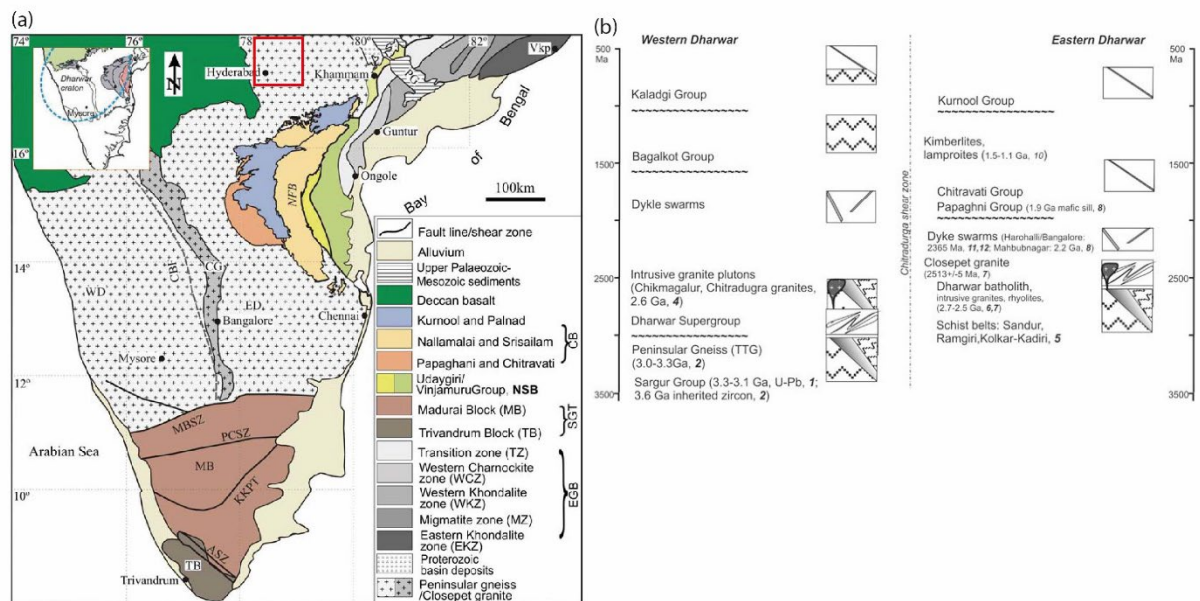 (a)
74°
76°
78
80
82
Dharwar
craton
Mysore
N
Hyderabad
Khammam
Vkp
PG
Guntur
Ongole
16°
NFB
Bay
of
Bengal
100km
14°
CBF
CG
WD
ED
Bangalore
Chennai
Mysore
12°
MBSZ
PCSZ
Arabian Sea
MB
KKPT
10°
ASZ
TB
Trivandrum
Fault line/shear zone
Alluvium
Upper Palaeozoic-
Mesozoic sediments
Deccan basalt
Kurnool and Palnad
Nallamalai and Srisailam
Papaghani and Chitravati
CB
Udaygiri/
VinjamuruGroup, NSB
Madurai Block (MB)
Trivandrum Block (TB)
SGT
Transition zone (TZ)
Western Charnockite
zone (WCZ)
Western Khondalite
zone (WKZ)
Migmatite zone (MZ)
Eastern Khondalite
zone (EKZ)
EGB
Proterozoic
basin deposits
Peninsular gneiss
/Closepet granite
(b)
500
Ma
1500
2500
3500
Western Dharwar
Kaladgi Group
Bagalkot Group
Dykle swarms
Intrusive granite plutons
(Chikmagalur, Chitradugra granites,
2.6 Ga, 4)
Dharwar Supergroup
Peninsular Gneiss (TTG)
(3.0-3.3Ga, 2)
Sargur Group (3.3-3.1 Ga, U-Pb, 1;
3.6 Ga inherited zircon, 2)
Chitradurga shear zone
Eastern Dharwar
Kurnool Group
Kimberlites,
lamproites (1.5-1.1 Ga, 10)
Chitravati Group
Papaghni Group (1.9 Ga mafic sill, 8)
Dyke swarms (Harohalli/Bangalore:
2365 Ma, 11,12; Mahbubnagar: 2.2 Ga, 8)
Closepet granite
(2513+/-5 Ma, 7)
Dharwar batholith,
intrusive granites, rhyolites,
(2.7-2.5 Ga, 6,7)
Schist belts: Sandur,
Ramgiri,Kolkar-Kadiri, 5
500
Ma
1500
2500
3500